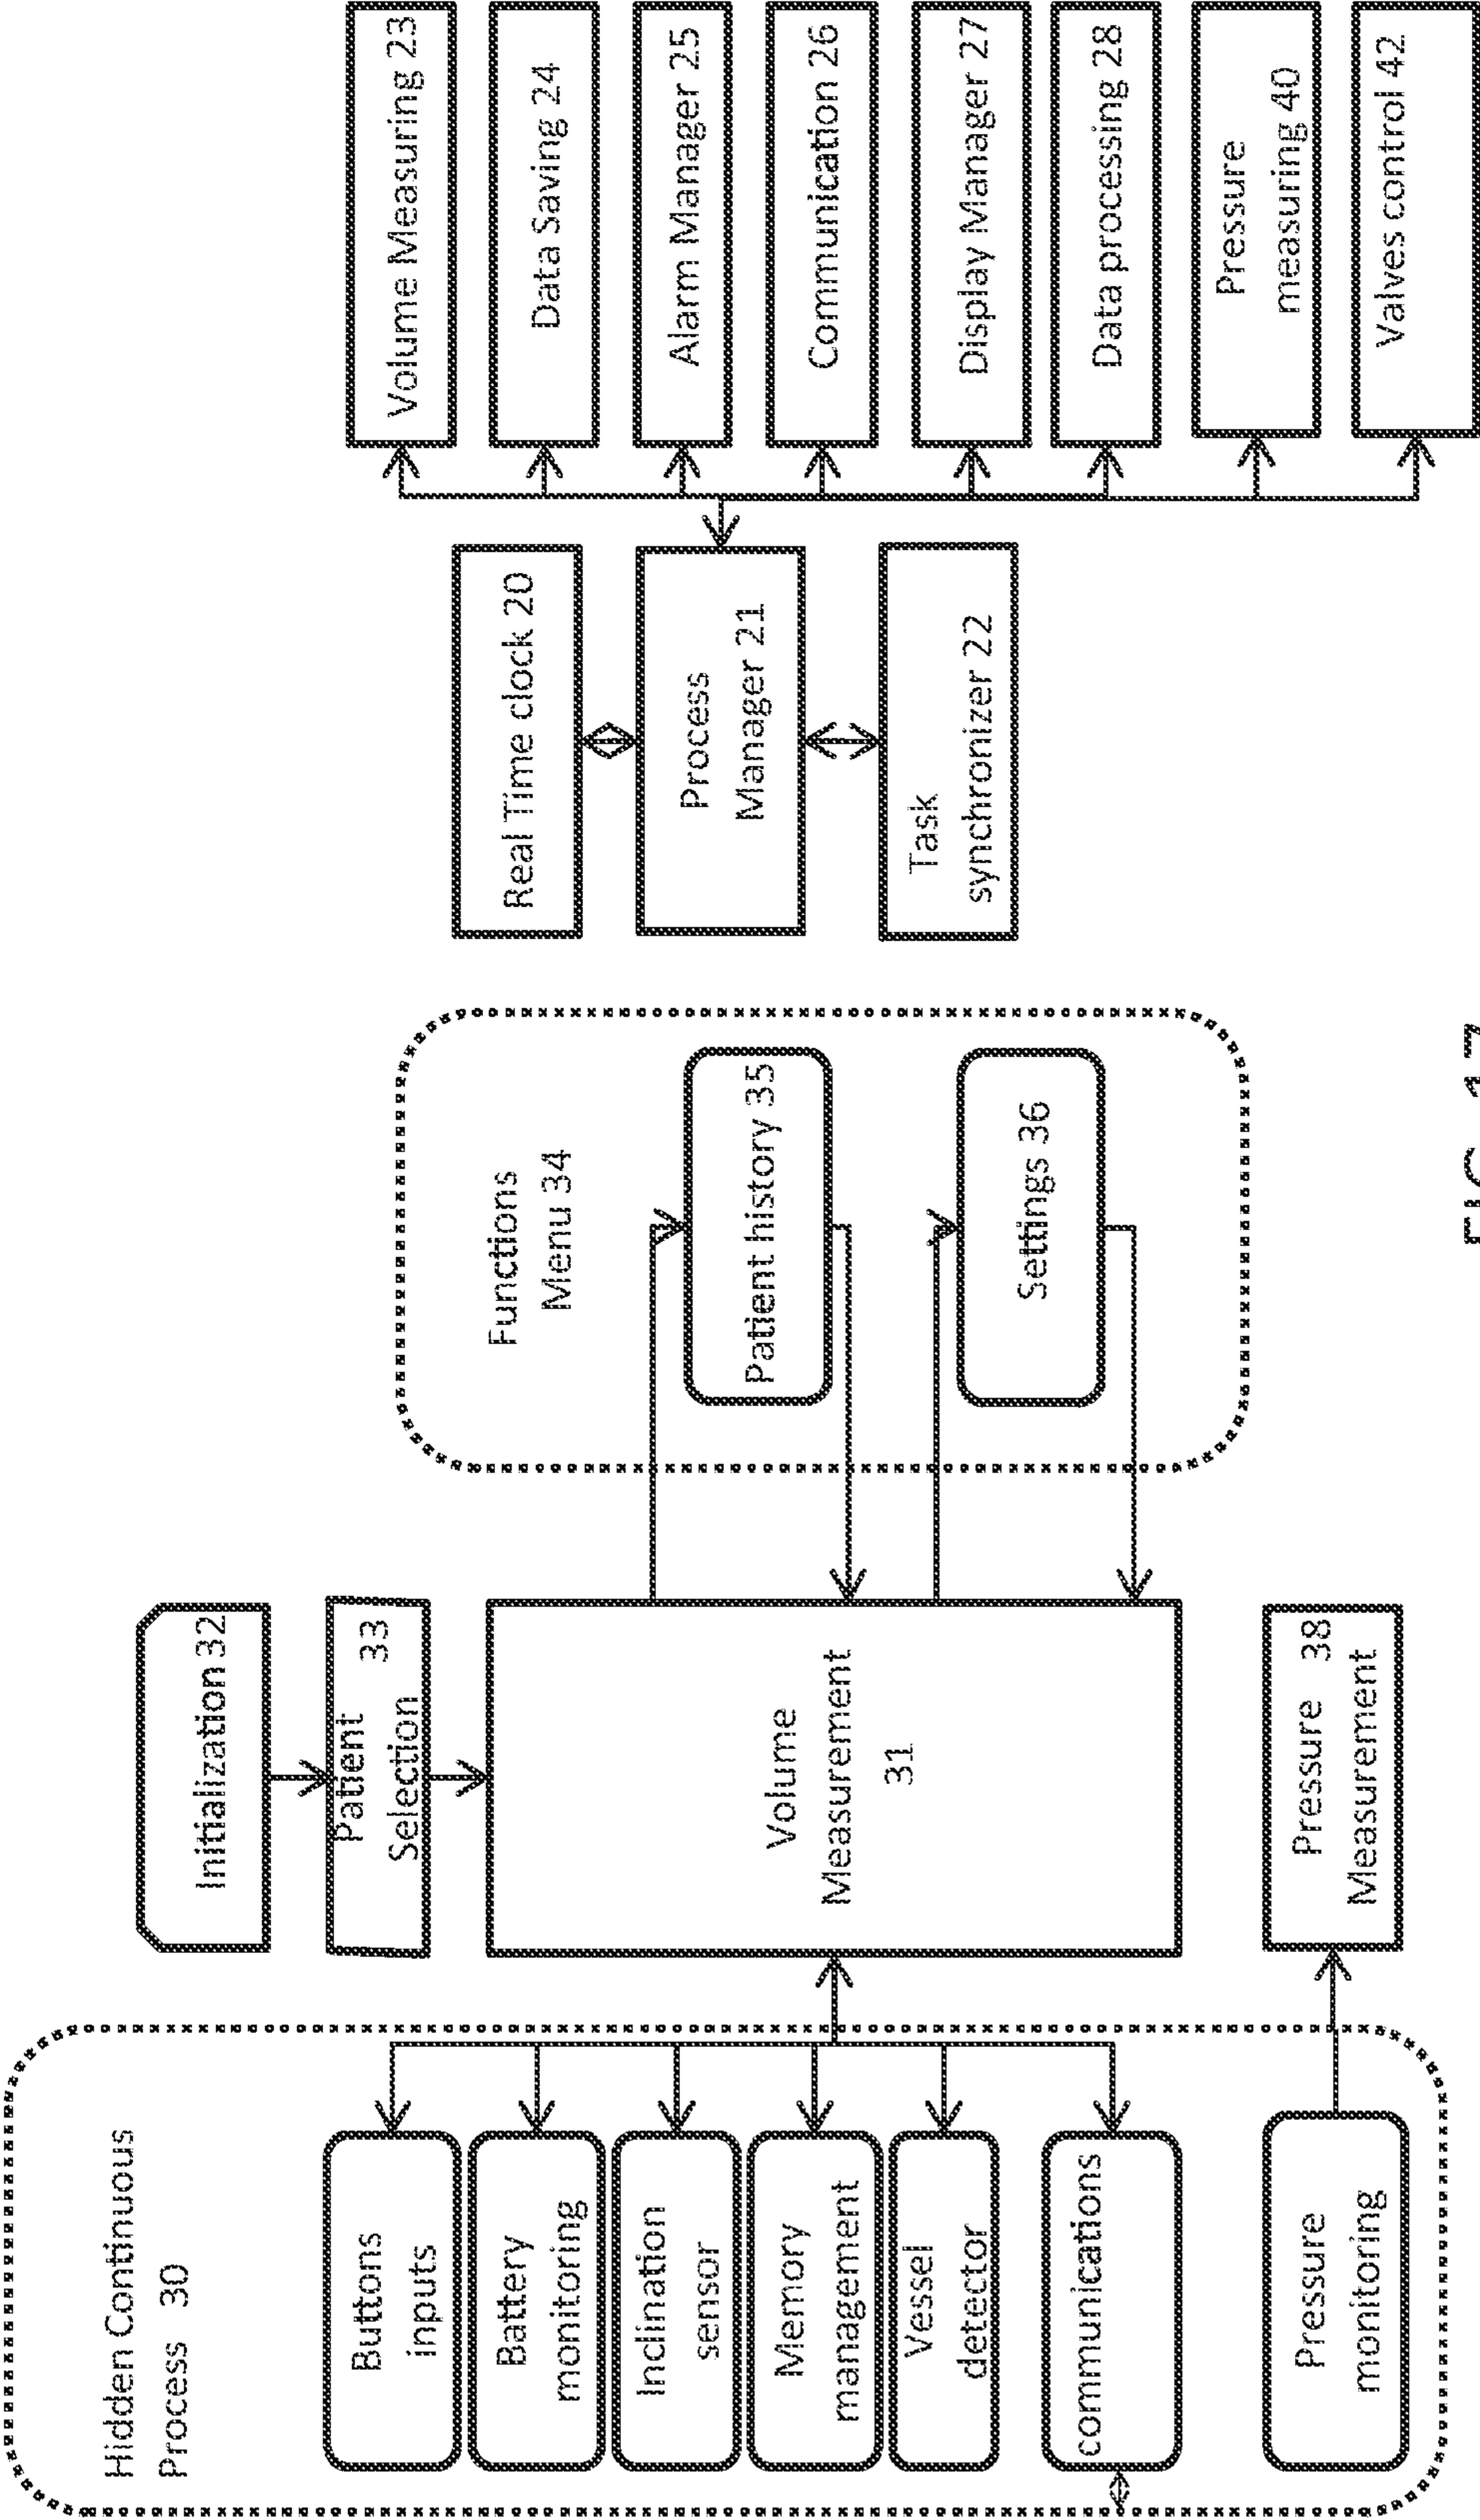 Hidden Continuous
Process 30
Buttons
inputs
Battery
monitoring
Inclination
sensor
Memory
management
Vessel
detector
communications
Pressure
monitoring
Initialization 32
Patient 33
Selection
Volume
Measurement
31
Pressure 38
Measurement
Functions
Menu 34
Patient history 35
Settings 36
Real Time clock 20
Process
Manager 21
Task
synchronizer 22
Volume Measuring 23
Data Saving 24
Alarm Manager 25
Communication 26
Display Manager 27
Data processing 28
Pressure
measuring 40
Valves control 42